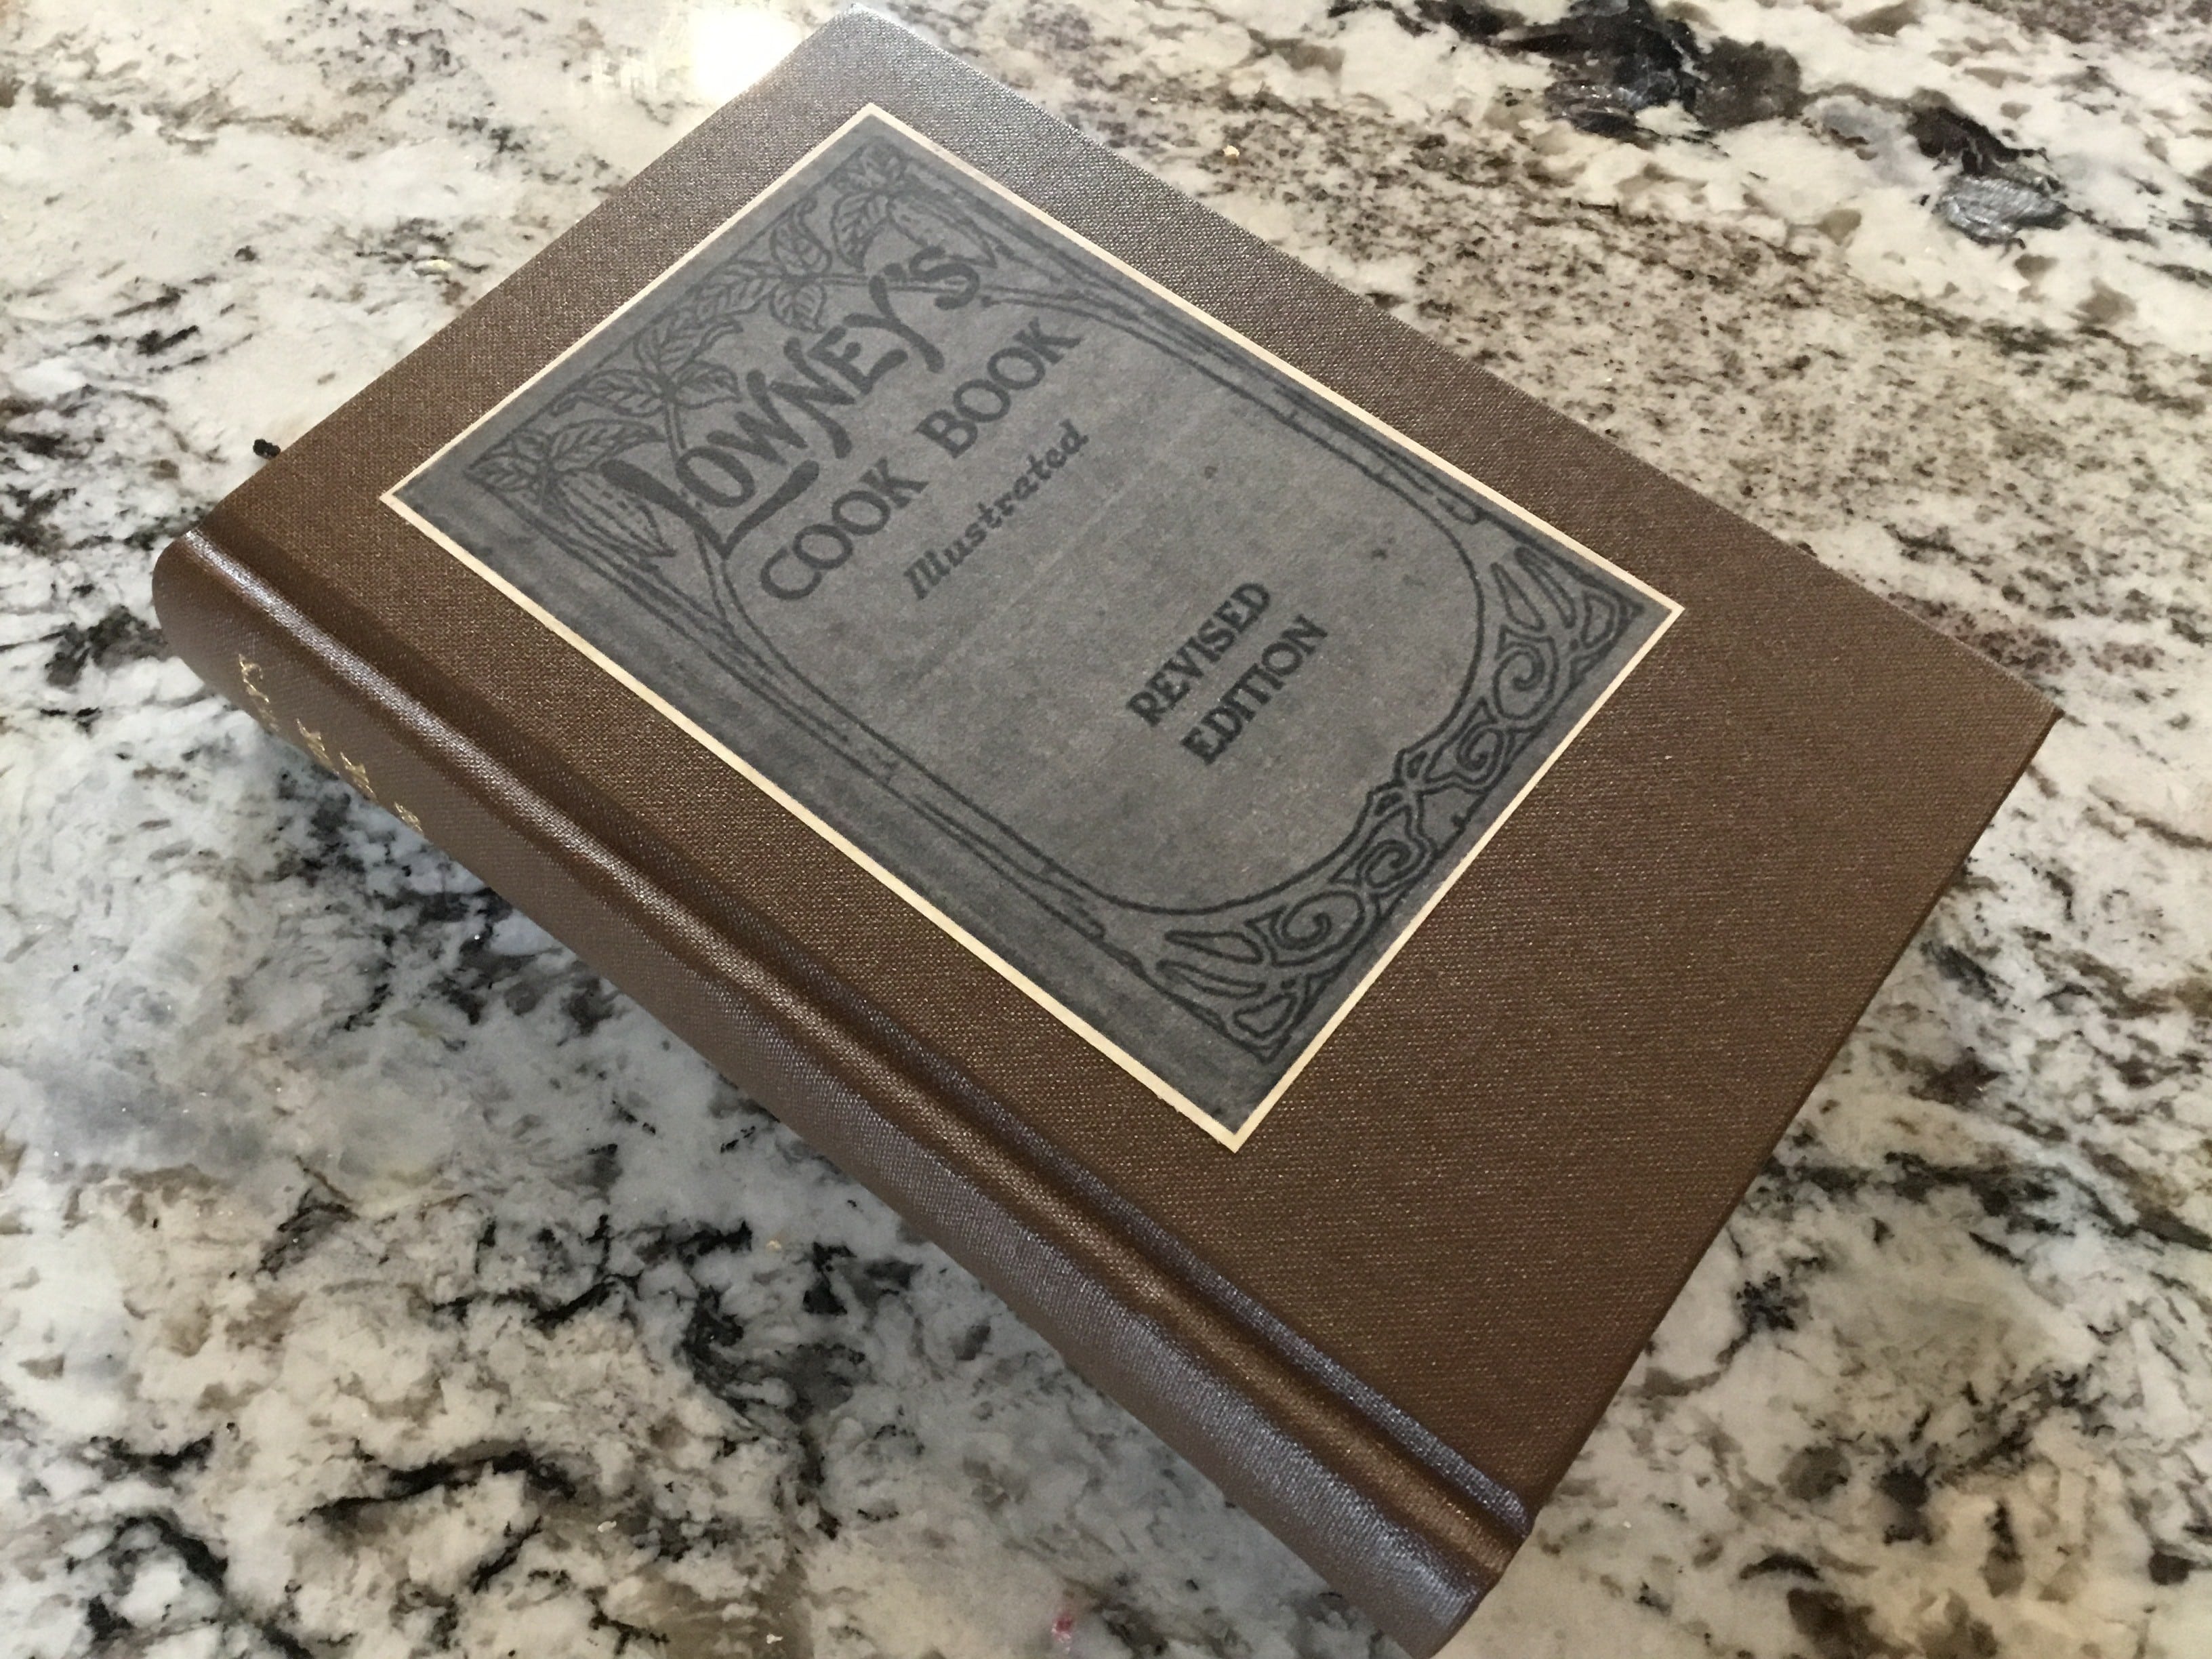 LOWNEY'S
COOK BOOK
Illustrated
REVISED
EDITION